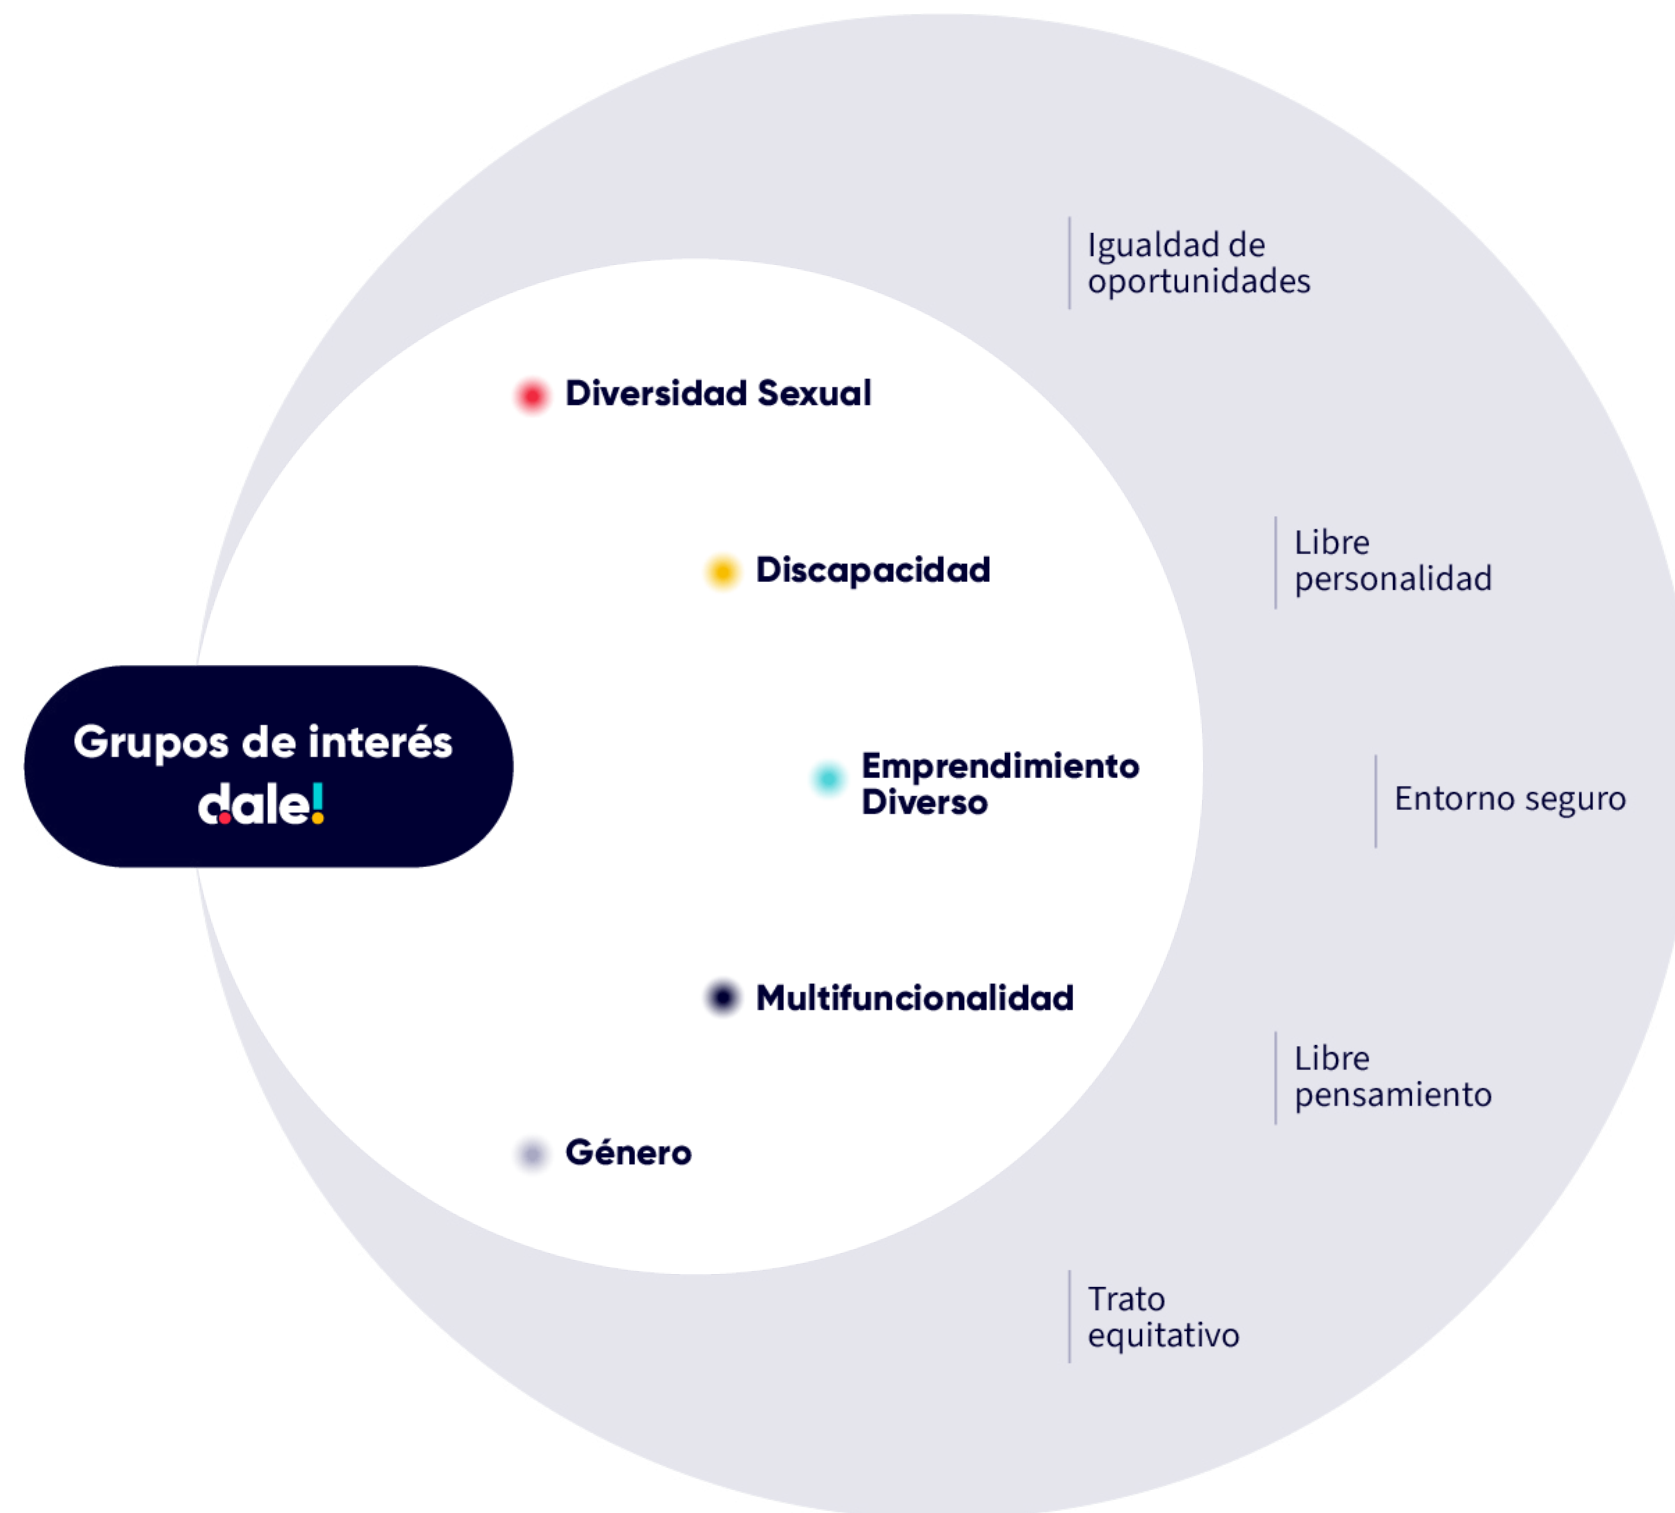 Grupos de interés
dale!
Diversidad Sexual
Discapacidad
Emprendimiento
Diverso
Multifuncionalidad
Género
Igualdad de
oportunidades
Libre
personalidad
Entorno seguro
Libre
pensamiento
Trato
equitativo